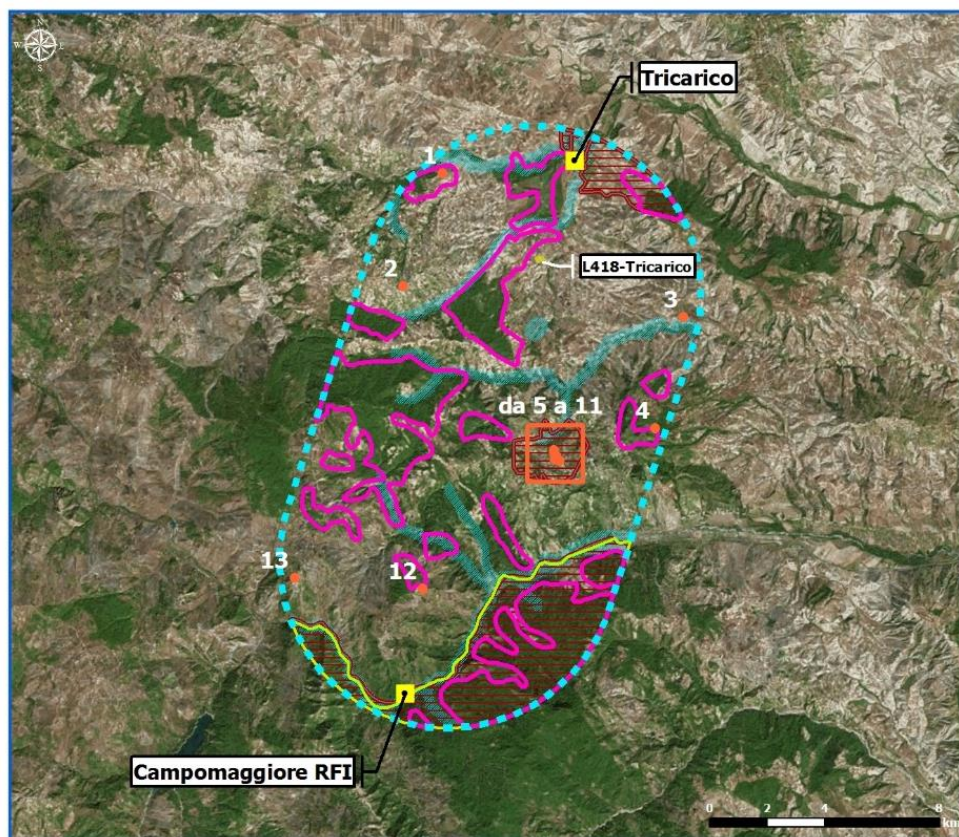 N
W E
S
Tricarico
1
L418-Tricarico
2
3
da 5 a 11
4
13
12
Campomaggiore RFI
0 2 4 8
km